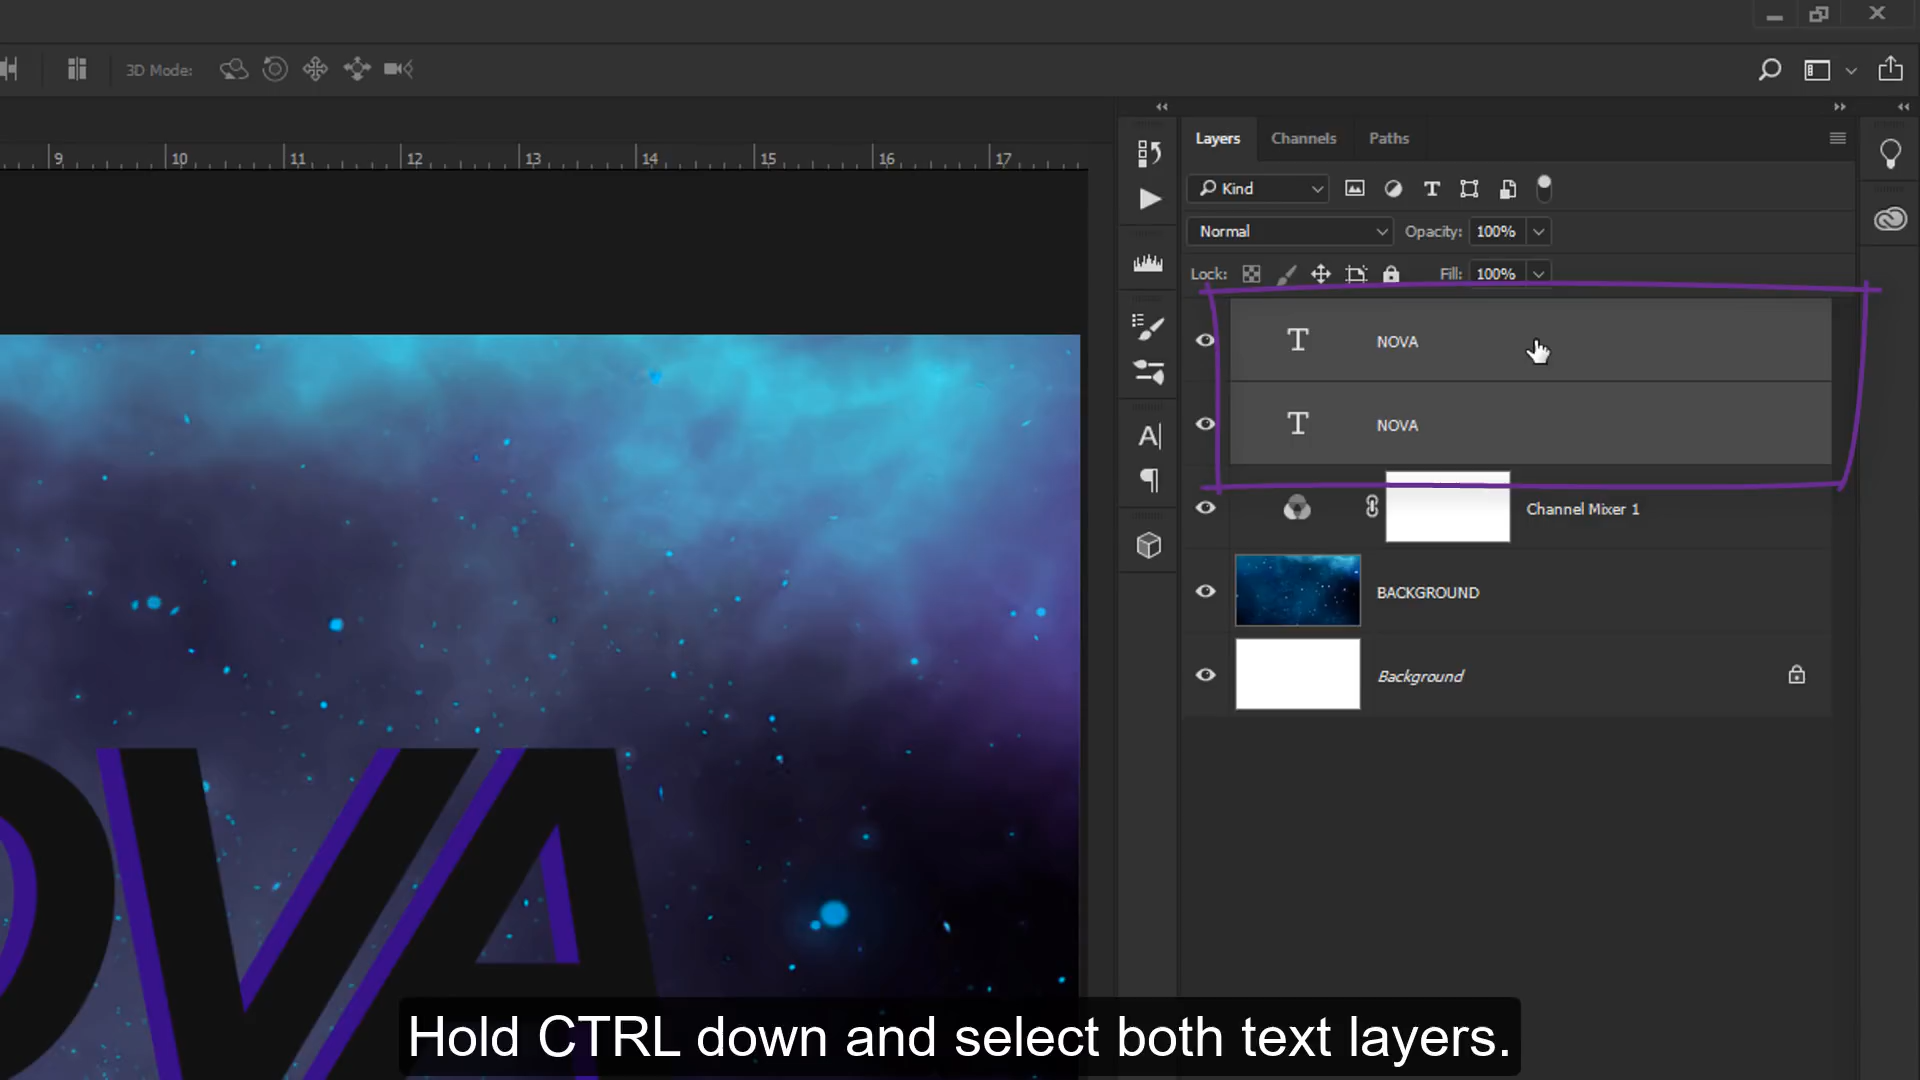 3D Mode:
9 10 11 12 13 14 15 16 17
Layers Channels Paths
Kind T
Normal Opacity: 100%
Lock: Fill: 100%
T NOVA
T NOVA
Channel Mixer 1
BACKGROUND
Background
A|
OVA
Hold CTRL down and select both text layers.